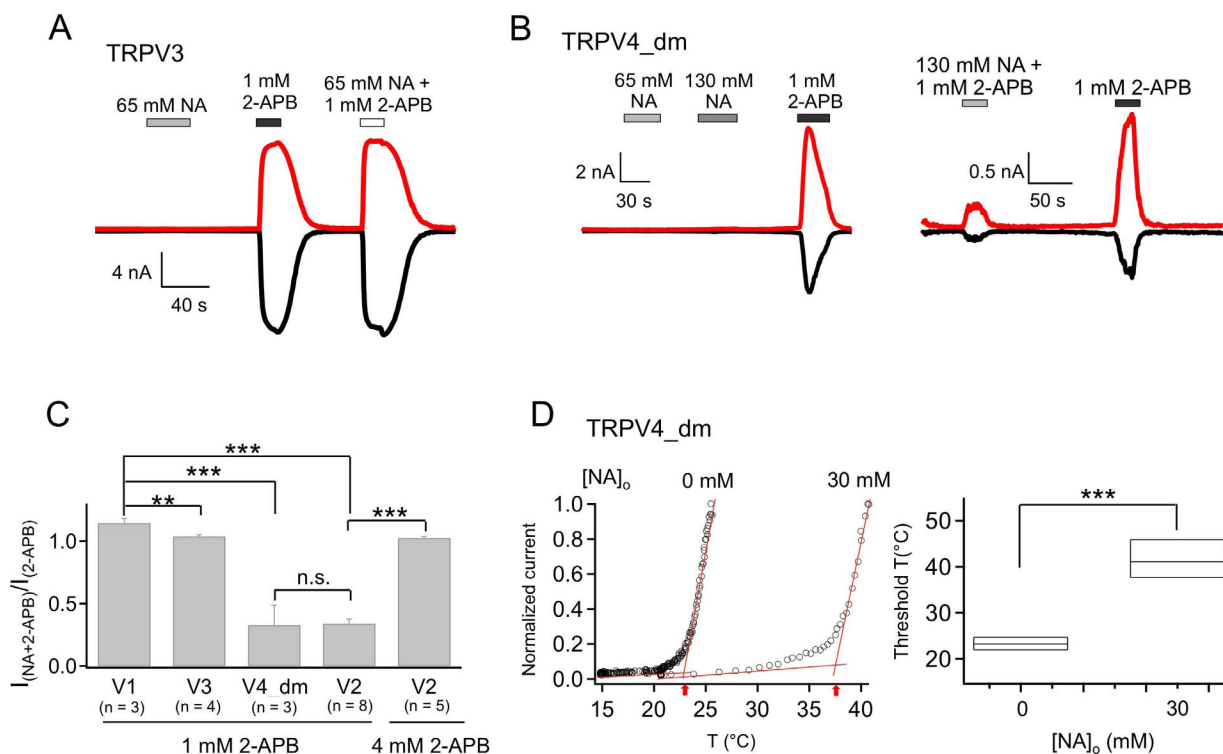 A
TRPV3
65 mM NA
1 mM
2-APB
65 mM NA +
1 mM 2-APB
4 nA
40 s
B
TRPV4_dm
65 mM
NA
130 mM
NA
1 mM
2-APB
2 nA
30 s
130 mM NA +
1 mM 2-APB
1 mM 2-APB
0.5 nA
50 s
C
I(NA+2-APB)/I(2-APB)
1.0
0.5
0.0
***
***
**
***
n.s.
V1
(n = 3)
V3
(n = 4)
V4_dm
(n = 3)
V2
(n = 8)
V2
(n = 5)
1 mM 2-APB
4 mM 2-APB
D
TRPV4_dm
[NA]o
0 mM
30 mM
Normalized current
1.0
0.8
0.6
0.4
0.2
0.0
15
20
25
30
35
40
T (°C)
Threshold T(°C)
50
40
30
20
***
0
30
[NA]o (mM)